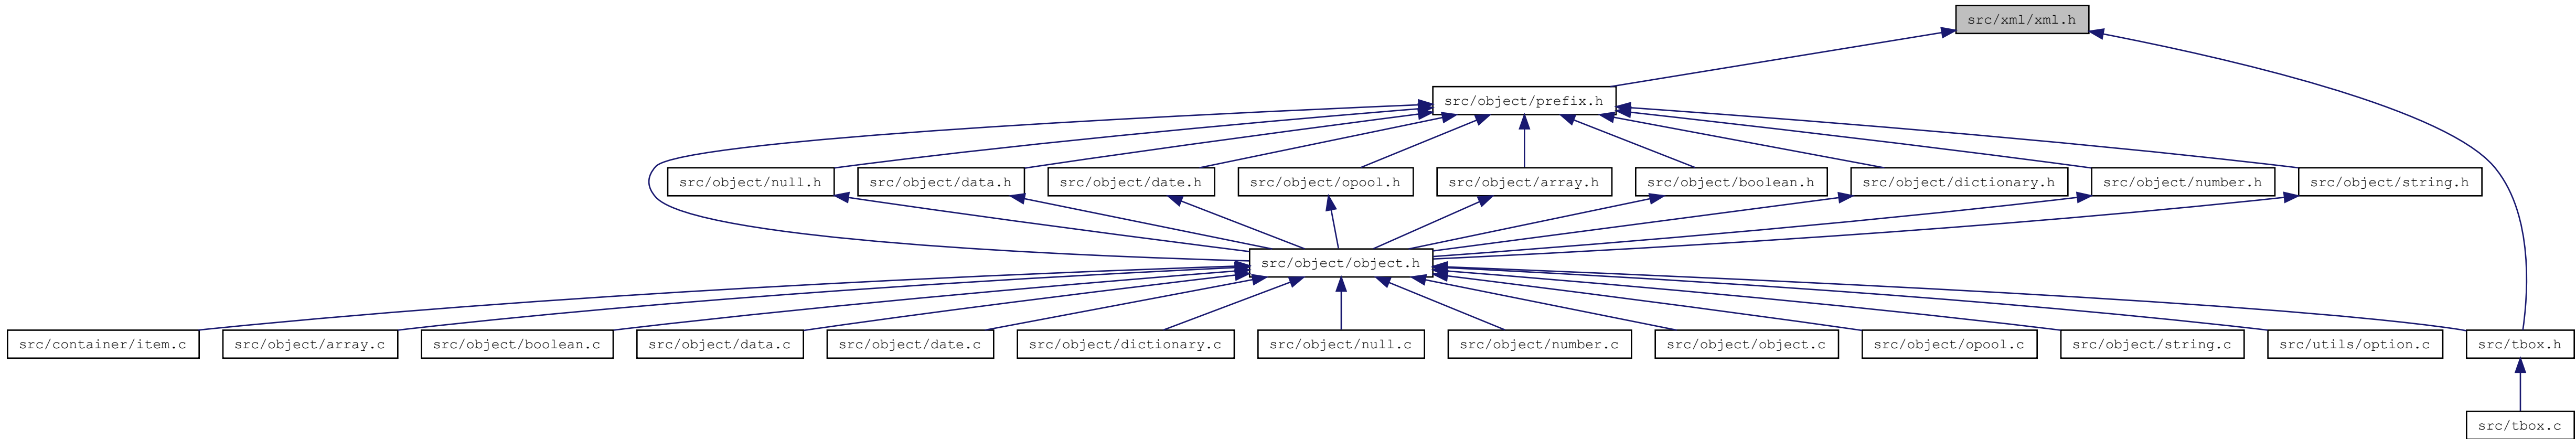 src/xml/xml.h
src/object/prefix.h
src/object/null.h
src/object/data.h
src/object/date.h
src/object/opool.h
src/object/array.h
src/object/boolean.h
src/object/dictionary.h
src/object/number.h
src/object/string.h
src/object/object.h
src/container/item.c
src/object/array.c
src/object/boolean.c
src/object/data.c
src/object/date.c
src/object/dictionary.c
src/object/null.c
src/object/number.c
src/object/object.c
src/object/opool.c
src/object/string.c
src/utils/option.c
src/tbox.h
src/tbox.c